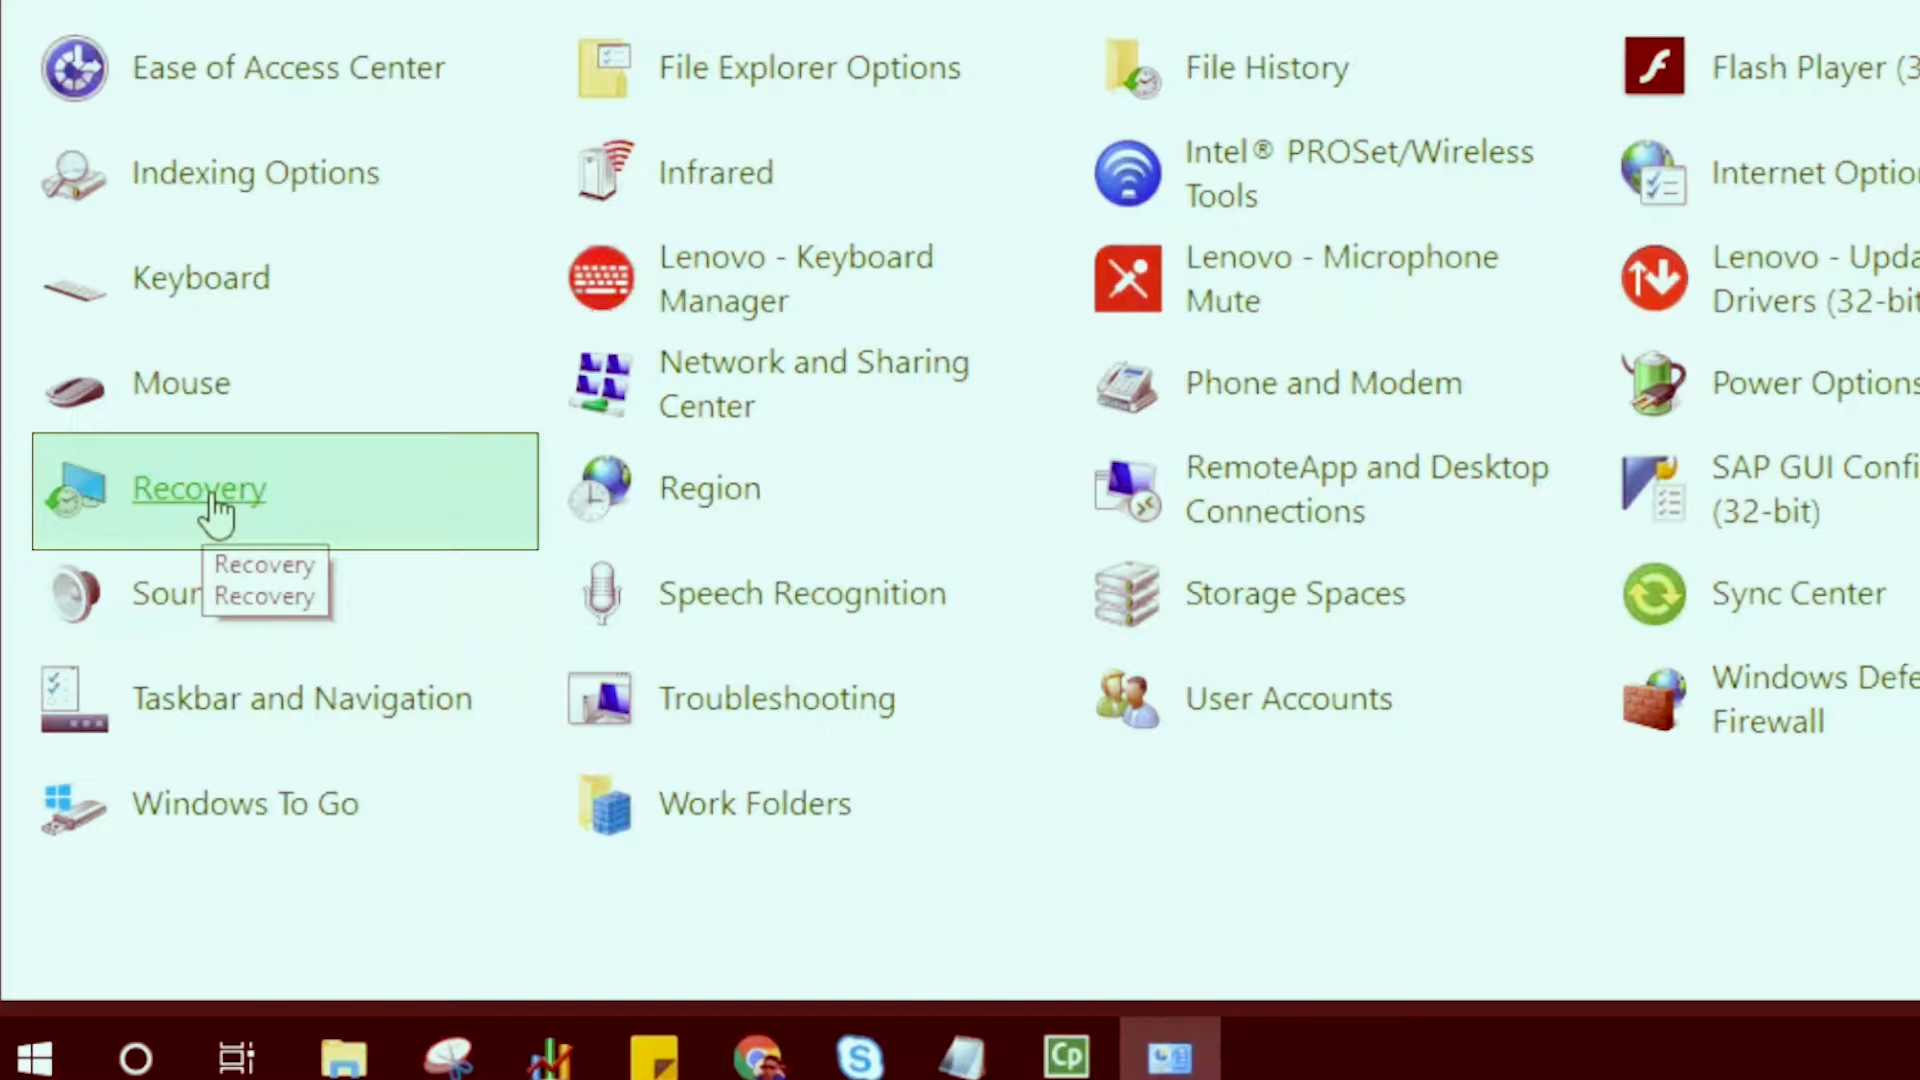 Ease of Access Center
File Explorer Options
File History
Flash Player (3
Indexing Options
Infrared
Intel® PROSet/Wireless
Tools
Internet Option
Keyboard
Lenovo - Keyboard
Manager
Lenovo - Microphone
Mute
Lenovo - Upda
Drivers (32-bit
Mouse
Network and Sharing
Center
Phone and Modem
Power Options
Recovery
Region
RemoteApp and Desktop
Connections
SAP GUI Confi
(32-bit)
Recovery
Recovery
Soun
Speech Recognition
Storage Spaces
Sync Center
Taskbar and Navigation
Troubleshooting
User Accounts
Windows Defe
Firewall
Windows To Go
Work Folders
S
Cp